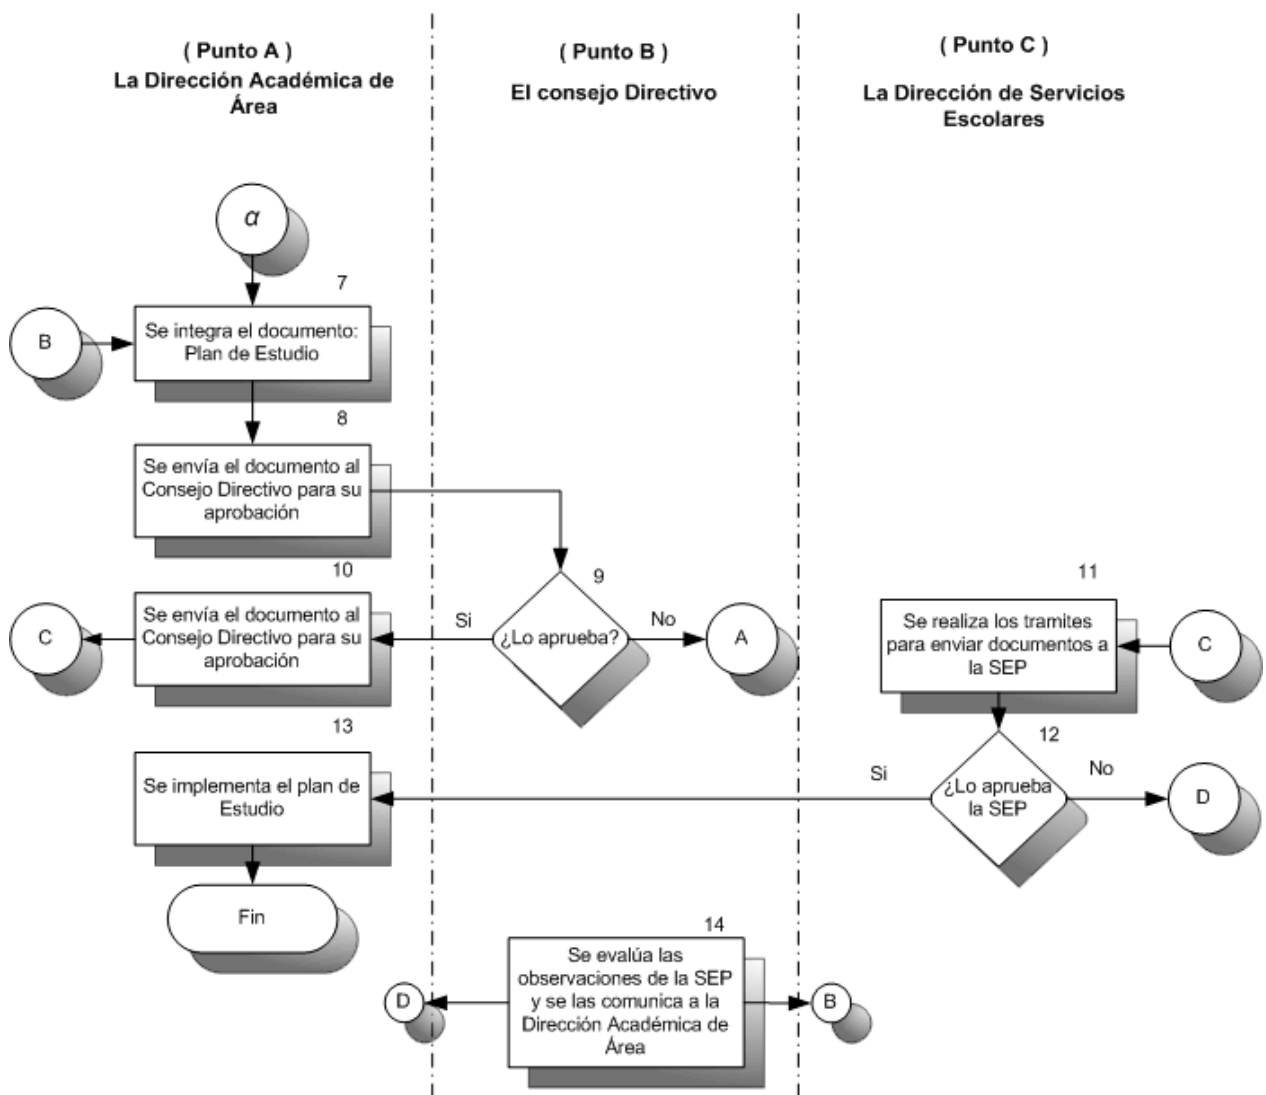 ( Punto A )
La Dirección Académica de
Área
( Punto B )
El consejo Directivo
( Punto C )
La Dirección de Servicios
Escolares
α
7
B
Se integra el documento:
Plan de Estudio
8
Se envía el documento al
Consejo Directivo para su
aprobación
10
C
Se envía el documento al
Consejo Directivo para su
aprobación
Si
9
¿Lo aprueba?
No
A
11
Se realiza los tramites
para enviar documentos a
la SEP
C
13
Se implementa el plan de
Estudio
Si
12
¿Lo aprueba
la SEP
No
D
Fin
14
D
Se evalúa las
observaciones de la SEP
y se las comunica a la
Dirección Académica de
Área
B